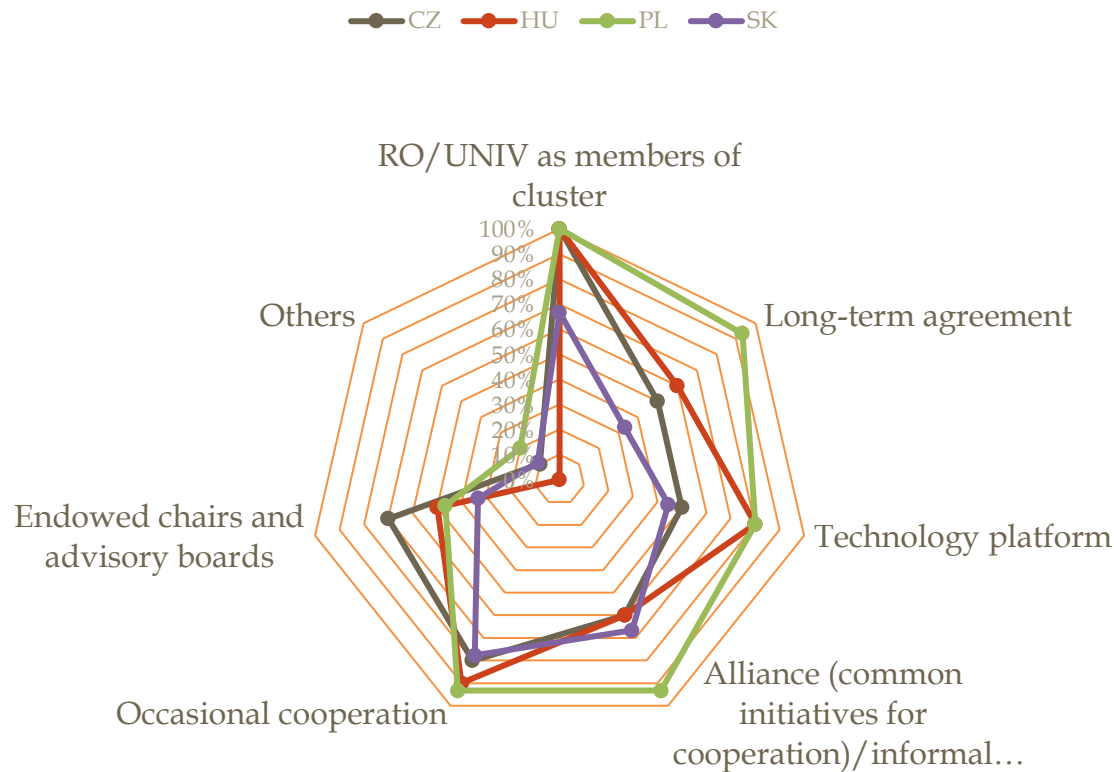 CZ HU PL SK
RO/UNIV as members of
cluster
100%
90%
80%
70%
60%
50%
40%
30%
20%
10%
0%
Others
Long-term agreement
Endowed chairs and
advisory boards
Technology platform
Occasional cooperation
Alliance (common
initiatives for
cooperation)/informal…